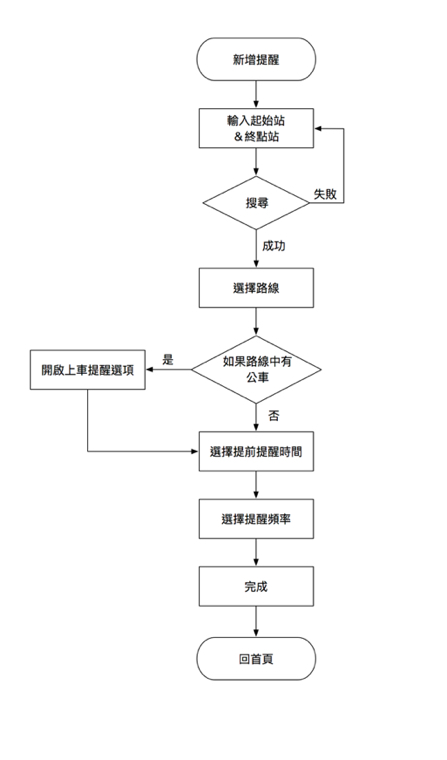 新增提醒
輸入起始站
＆終點站
失敗
搜尋
成功
選擇路線
是
如果路線中有
公車
開啟上車提醒選項
否
選擇提前提醒時間
選擇提醒頻率
完成
回首頁